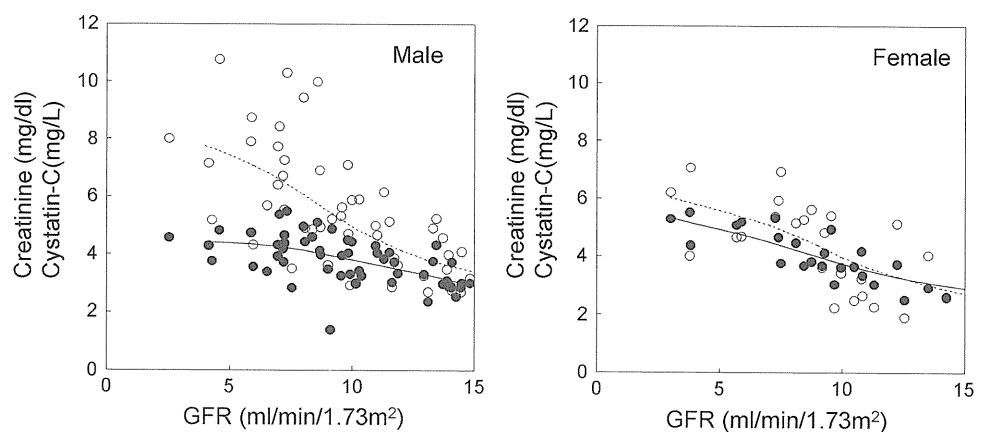 Male
Creatinine (mg/dl)
Cystatin-C(mg/L)
12
10
8
6
4
2
0
0
5
10
15
GFR (ml/min/1.73m²)
Female
Creatinine (mg/dl)
Cystatin-C(mg/L)
12
10
8
6
4
2
0
0
5
10
15
GFR (ml/min/1.73m²)